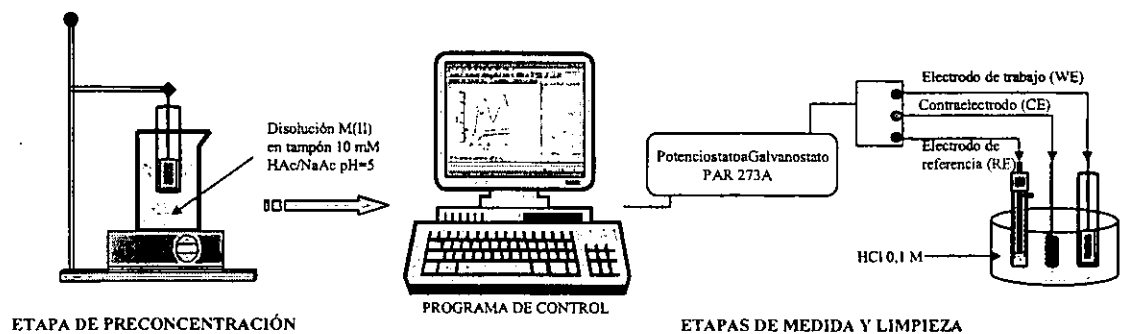 Disolución M(II)
en tampón 10 mM
HAc/NaAc pH=5
ETAPA DE PRECONCENTRACIÓN
PROGRAMA DE CONTROL
PotenciostatoaGalvanostato
PAR 273A
Electrodo de trabajo (WE)
Contraelectrodo (CE)
Electrodo de
referencia (RE)
HCl 0,1 M
ETAPAS DE MEDIDA Y LIMPIEZA